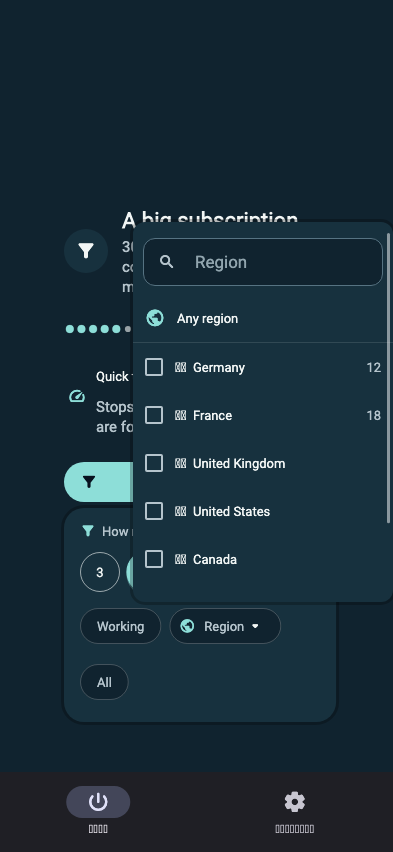 A big subscription
30
Region
Any region
Quick
Germany 12
Stops
are fo
France 18
United Kingdom
United States
How
Canada
3
Working
Region
All